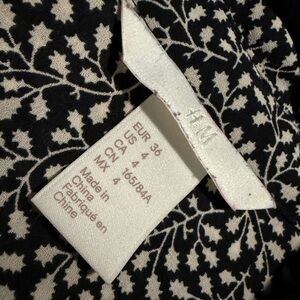 H&M
EUR 36
US 4
CA 4
CN 165/84A
MX 4
Made in
China
Fabriqué en
Chine